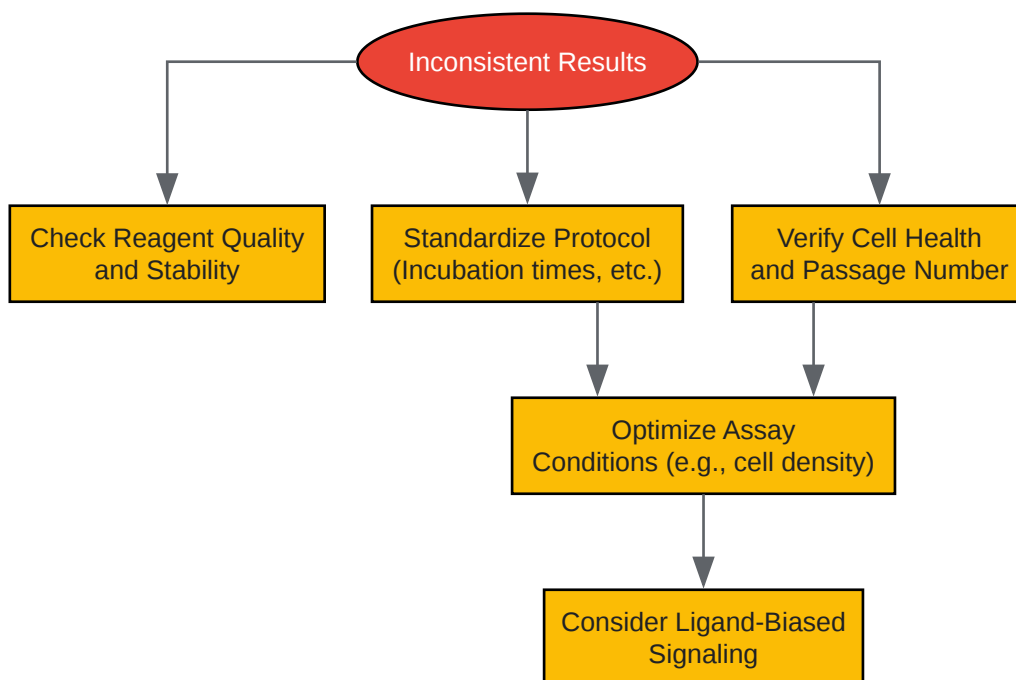 Inconsistent Results
Check Reagent Quality
and Stability
Standardize Protocol
(Incubation times, etc.)
Verify Cell Health
and Passage Number
Optimize Assay
Conditions (e.g., cell density)
Consider Ligand-Biased
Signaling